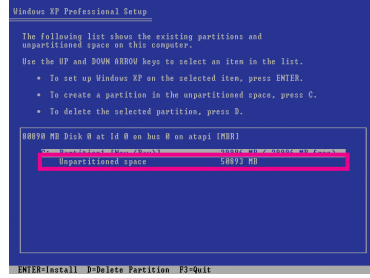 Windows XP Professional Setup
The following list shows the existing partitions and
unpartitioned space on this computer.
Use the UP and DOWN ARROW keys to select an item in the list.
• To set up Windows XP on the selected item, press ENTER.
• To create a partition in the unpartitioned space, press C.
• To delete the selected partition, press D.
80890 MB Disk 0 at Id 0 on bus 0 on atapi [MBR]
Unpartitioned space 50893 MB
ENTER=Install D=Delete Partition F3=Quit